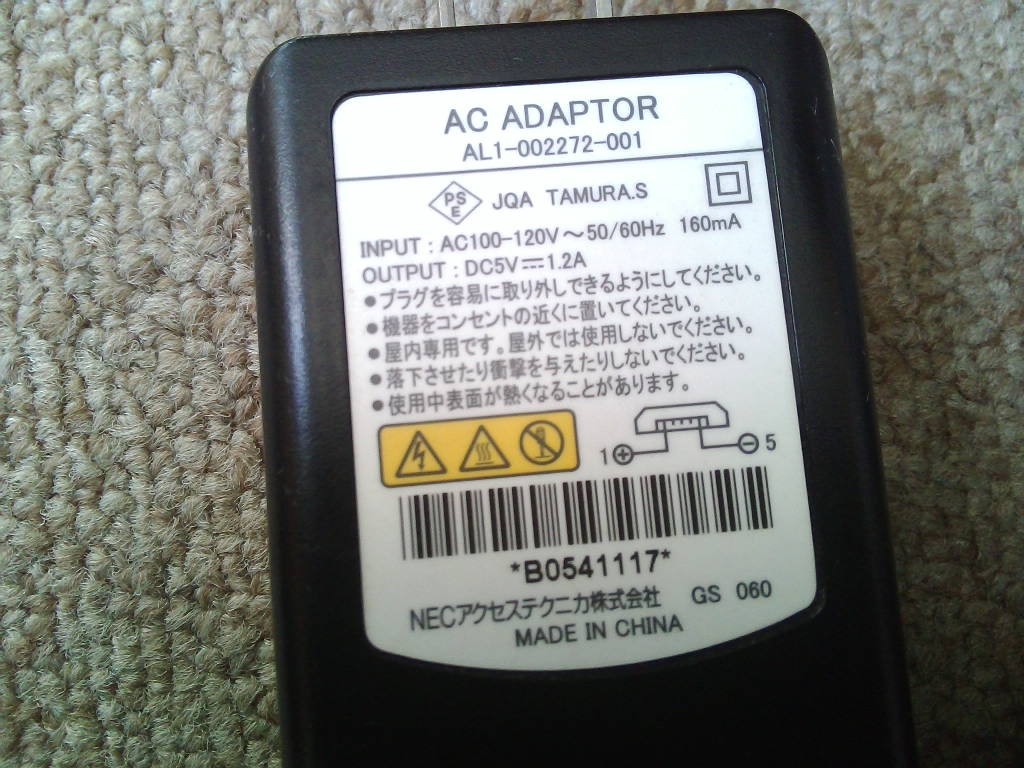 AC ADAPTOR
AL1-002272-001
PSE JQA TAMURA.S
INPUT : AC100-120V～50/60Hz 160mA
OUTPUT : DC5V⎓1.2A
●プラグを容易に取り外しできるようにしてください。
●機器をコンセントの近くに置いてください。
●屋内専用です。屋外では使用しないでください。
●落下させたり衝撃を与えたりしないでください。
●使用中表面が熱くなることがあります。
1 + - 5
*B0541117*
NECアクセステクニカ株式会社 GS 060
MADE IN CHINA